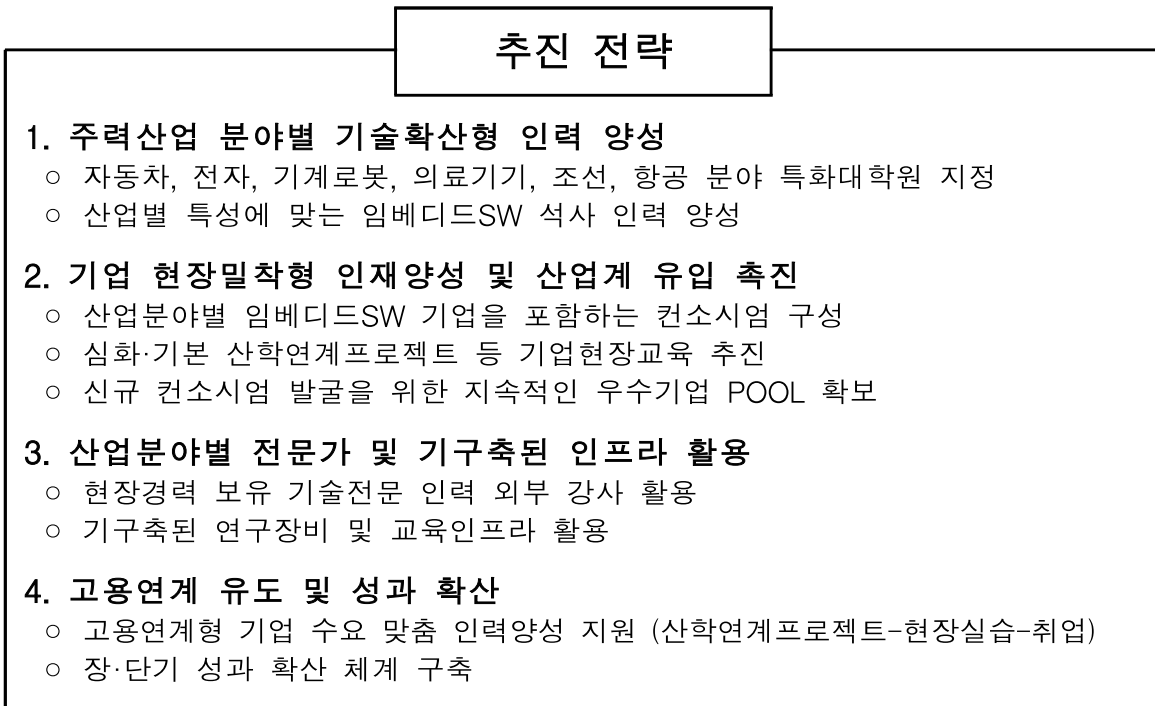 추진 전략
1. 주력산업 분야별 기술확산형 인력 양성
○ 자동차, 전자, 기계로봇, 의료기기, 조선, 항공 분야 특화대학원 지정
○ 산업별 특성에 맞는 임베디드SW 석사 인력 양성
2. 기업 현장밀착형 인재양성 및 산업계 유입 촉진
○ 산업분야별 임베디드SW 기업을 포함하는 컨소시엄 구성
○ 심화·기본 산학연계프로젝트 등 기업현장교육 추진
○ 신규 컨소시엄 발굴을 위한 지속적인 우수기업 POOL 확보
3. 산업분야별 전문가 및 기구축된 인프라 활용
○ 현장경력 보유 기술전문 인력 외부 강사 활용
○ 기구축된 연구장비 및 교육인프라 활용
4. 고용연계 유도 및 성과 확산
○ 고용연계형 기업 수요 맞춤 인력양성 지원 (산학연계프로젝트-현장실습-취업)
○ 장·단기 성과 확산 체계 구축